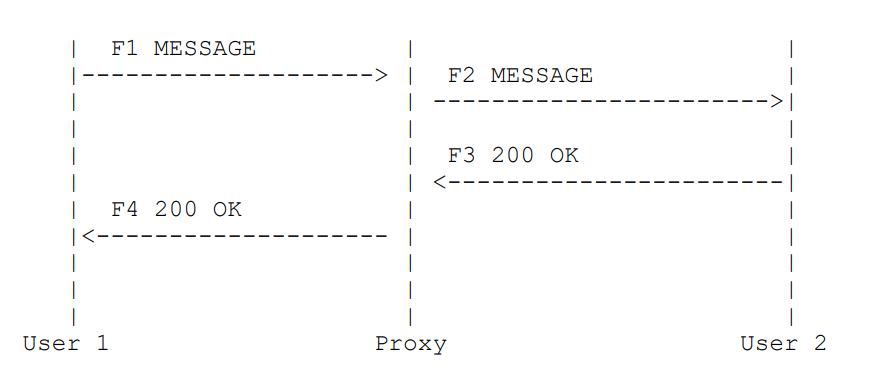 F1 MESSAGE
F2 MESSAGE
F3 200 OK
F4 200 OK
User 1 Proxy User 2